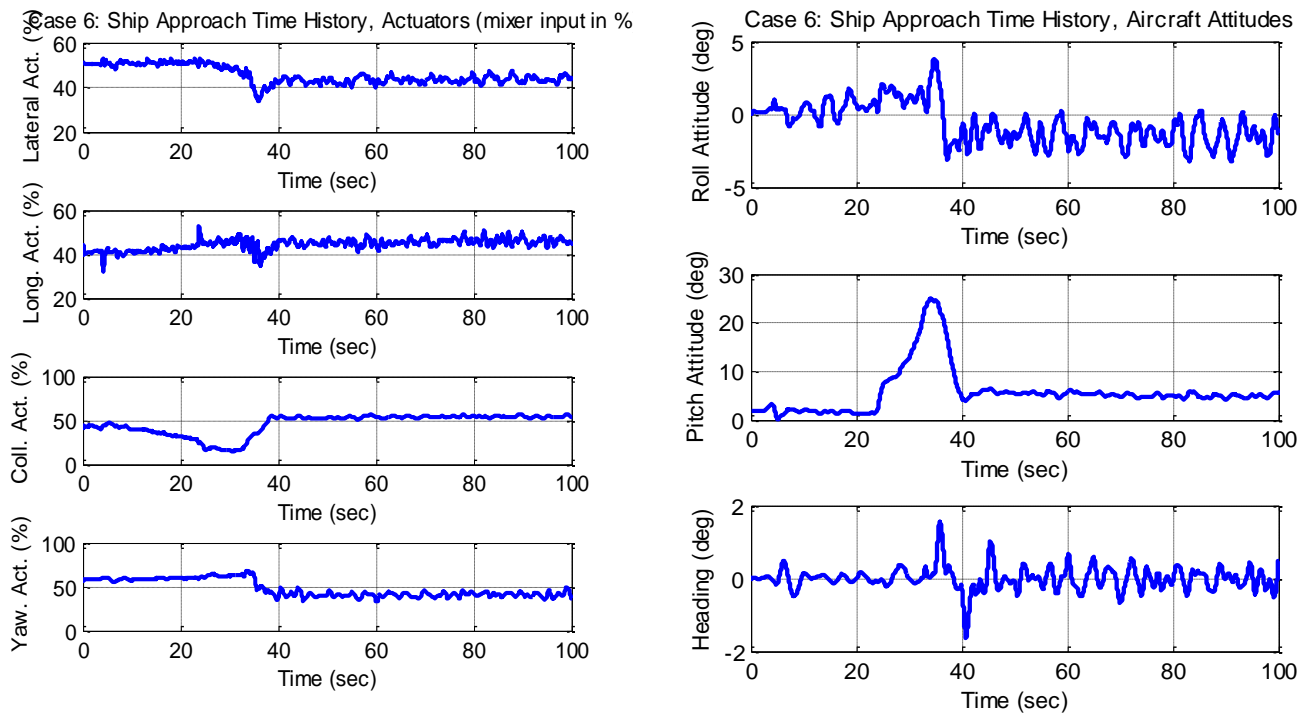 Case 6: Ship Approach Time History, Actuators (mixer input in %
Lateral Act. (%)
60
40
20
0 20 40 60 80 100
Time (sec)
Long. Act. (%)
60
40
20
0 20 40 60 80 100
Time (sec)
Coll. Act. (%)
100
50
0
0 20 40 60 80 100
Time (sec)
Yaw. Act. (%)
100
50
0
0 20 40 60 80 100
Time (sec)
Case 6: Ship Approach Time History, Aircraft Attitudes
Roll Attitude (deg)
5
0
-5
0 20 40 60 80 100
Time (sec)
Pitch Attitude (deg)
30
20
10
0
0 20 40 60 80 100
Time (sec)
Heading (deg)
2
0
-2
0 20 40 60 80 100
Time (sec)